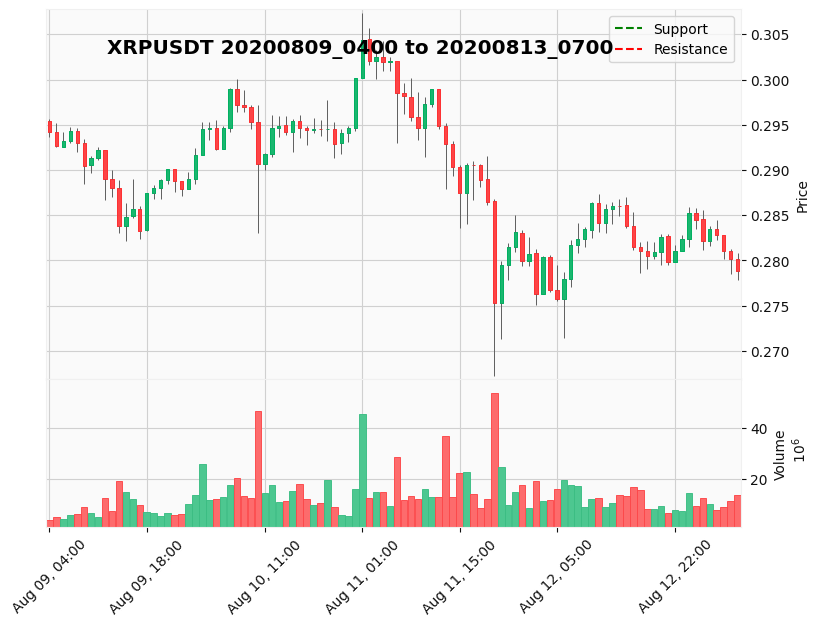 XRPUSDT 20200809_0400 to 20200813_0700
Support
Resistance
0.305
0.300
0.295
0.290
0.285
0.280
0.275
0.270
Price
40
20
Volume
10^6
Aug 09, 04:00
Aug 09, 18:00
Aug 10, 11:00
Aug 11, 01:00
Aug 11, 15:00
Aug 12, 05:00
Aug 12, 22:00